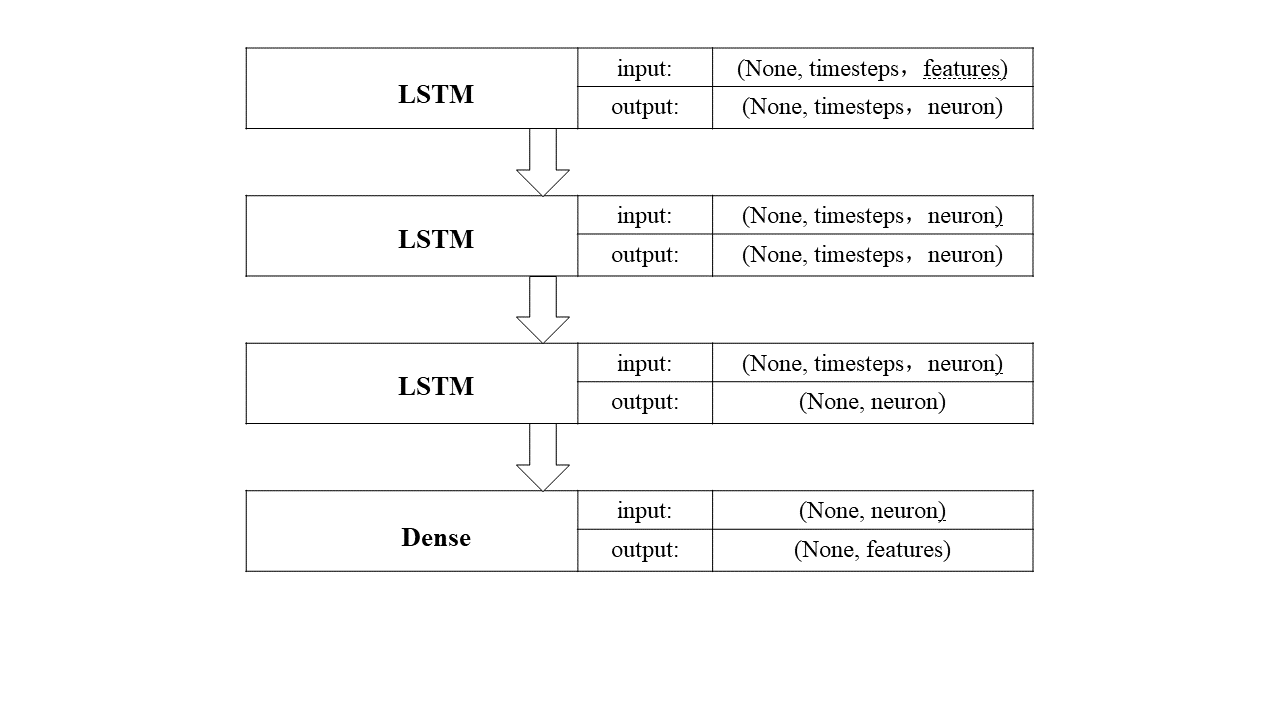 LSTM
input: (None, timesteps，features)
output: (None, timesteps，neuron)
LSTM
input: (None, timesteps，neuron)
output: (None, timesteps，neuron)
LSTM
input: (None, timesteps，neuron)
output: (None, neuron)
Dense
input: (None, neuron)
output: (None, features)